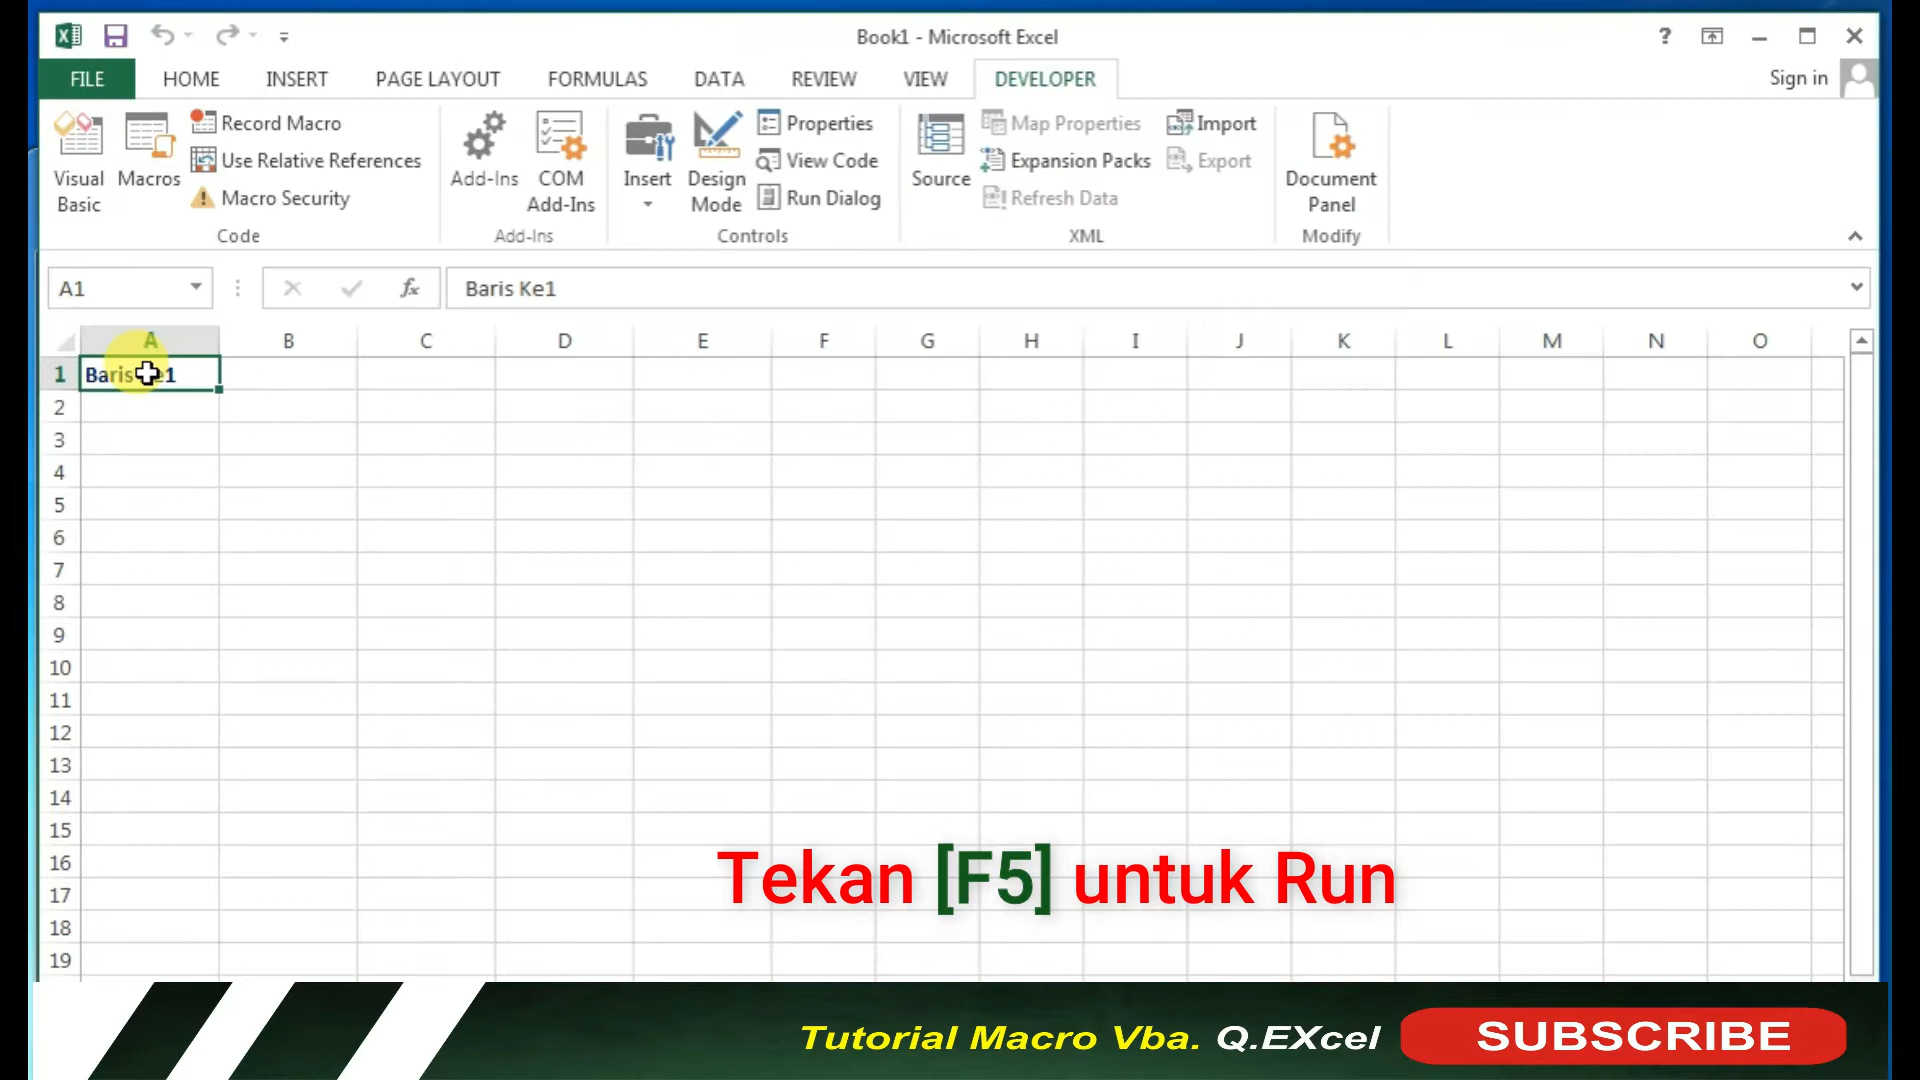 Book1 - Microsoft Excel
?
FILE HOME INSERT PAGE LAYOUT FORMULAS DATA REVIEW VIEW DEVELOPER Sign in
Visual Basic
Macros
Record Macro
Use Relative References
Macro Security
Code
Add-Ins
COM Add-Ins
Add-Ins
Insert
Design Mode
Properties
View Code
Run Dialog
Controls
Source
Map Properties
Expansion Packs
Refresh Data
Import
Export
XML
Document Panel
Modify
A1 fx Baris Ke1
A B C D E F G H I J K L M N O
1 Baris Ke1
2
3
4
5
6
7
8
9
10
11
12
13
14
15
16
17
18
19
Tekan [F5] untuk Run
Tutorial Macro Vba. Q.EXcel SUBSCRIBE